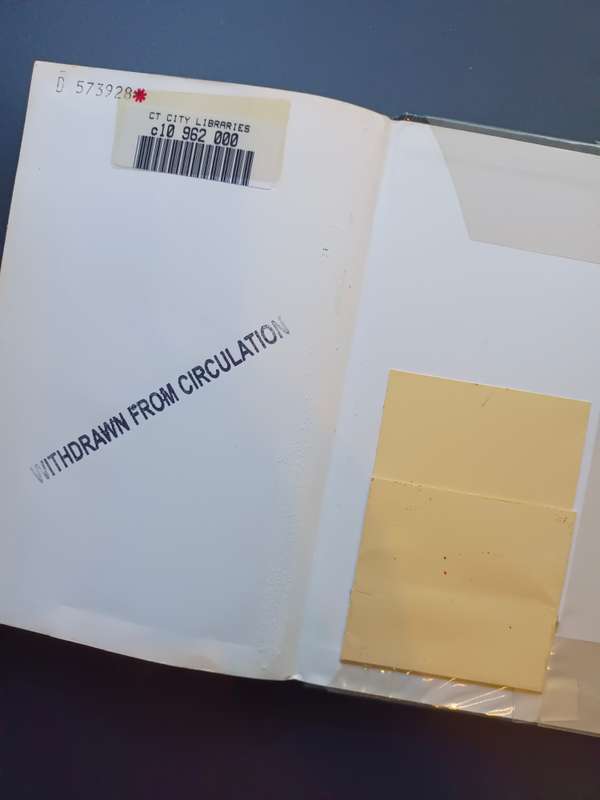 D 573928*
CT CITY LIBRARIES
c10 962 000
WITHDRAWN FROM CIRCULATION